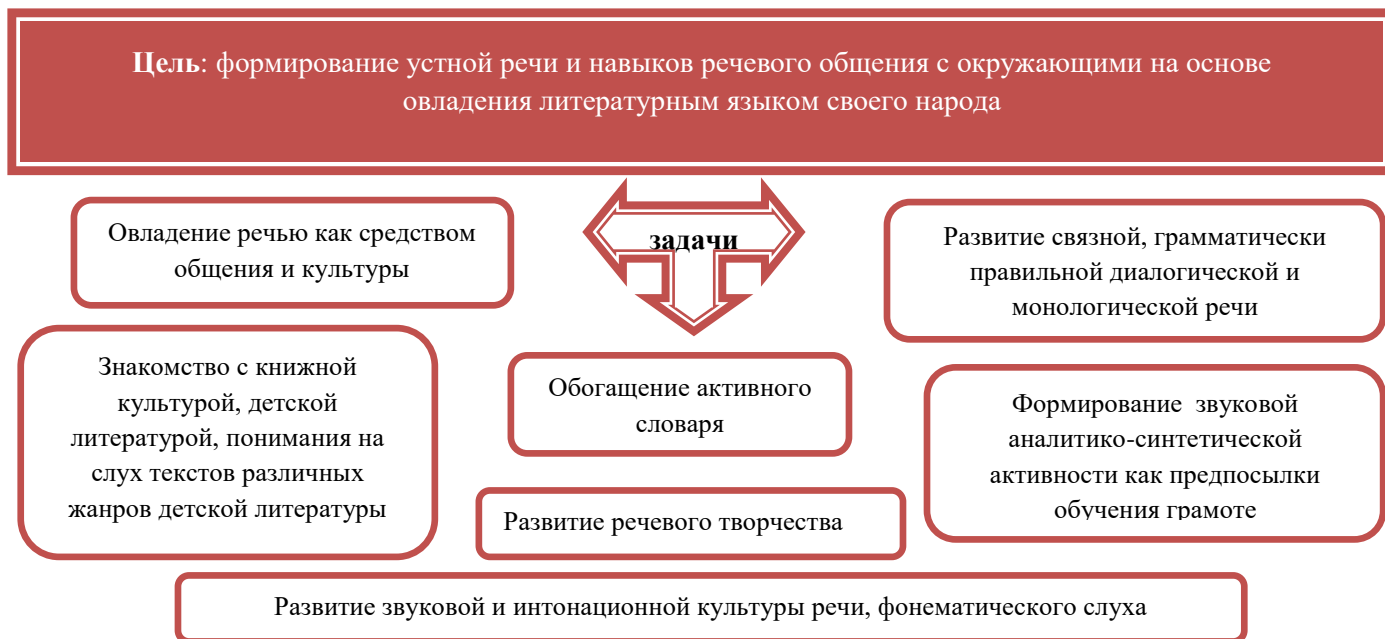 Цель: формирование устной речи и навыков речевого общения с окружающими на основе
овладения литературным языком своего народа
задачи
Овладение речью как средством
общения и культуры
Развитие связной, грамматически
правильной диалогической и
монологической речи
Знакомство с книжной
культурой, детской
литературой, понимания на
слух текстов различных
жанров детской литературы
Обогащение активного
словаря
Формирование звуковой
аналитико-синтетической
активности как предпосылки
обучения грамоте
Развитие речевого творчества
Развитие звуковой и интонационной культуры речи, фонематического слуха